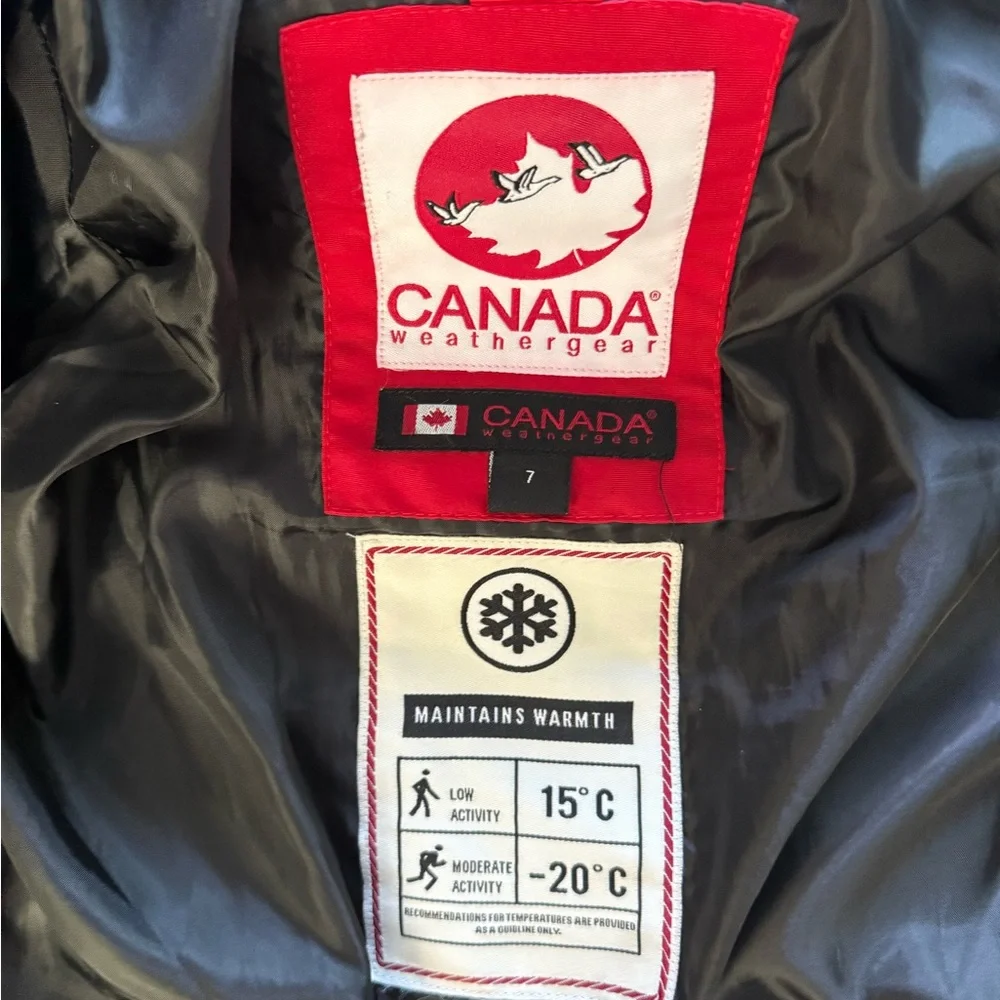 CANADA®
weathergear
CANADA®
weathergear
7
MAINTAINS WARMTH
LOW
ACTIVITY
15°C
MODERATE
ACTIVITY
-20°C
RECOMMENDATIONS FOR TEMPERATURES ARE PROVIDED
AS A GUIDLINE ONLY.